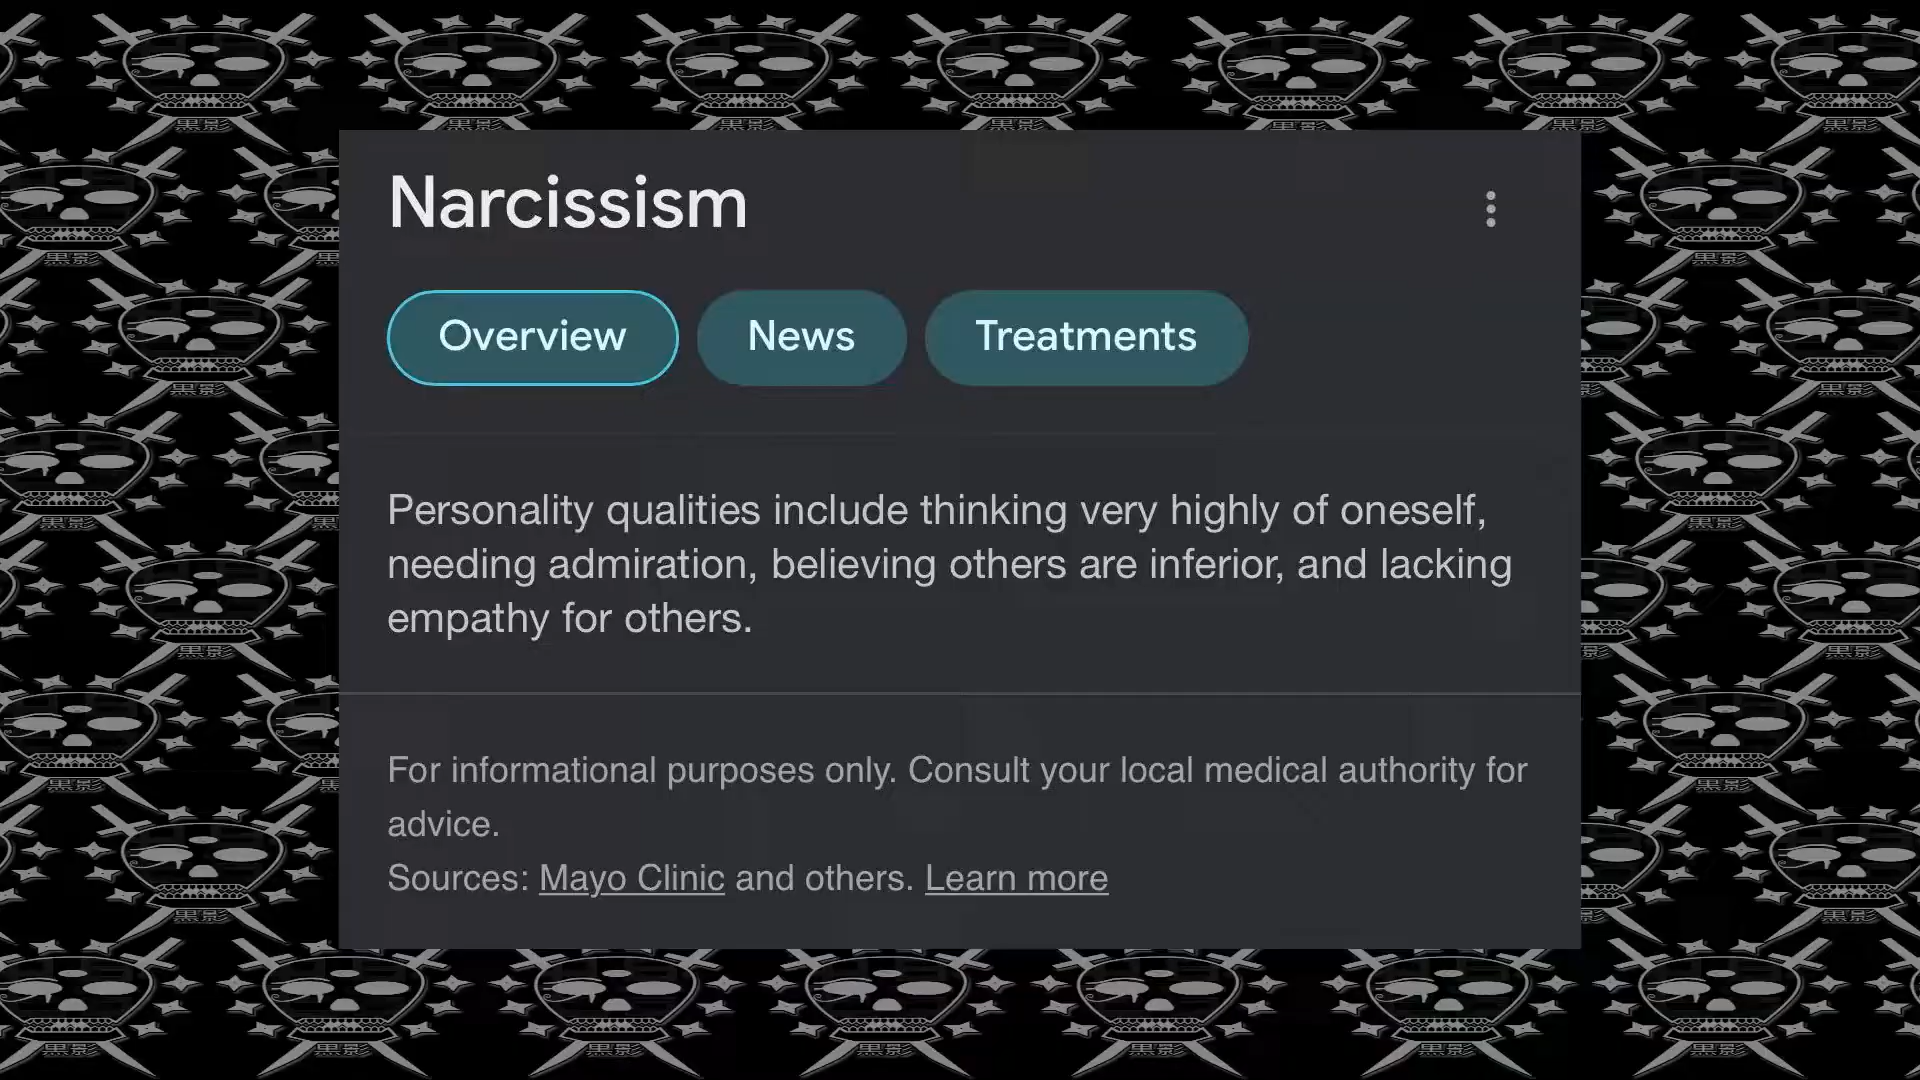 Narcissism
Overview
News
Treatments
Personality qualities include thinking very highly of oneself,
needing admiration, believing others are inferior, and lacking
empathy for others.
For informational purposes only. Consult your local medical authority for
advice.
Sources: Mayo Clinic and others. Learn more
黒影